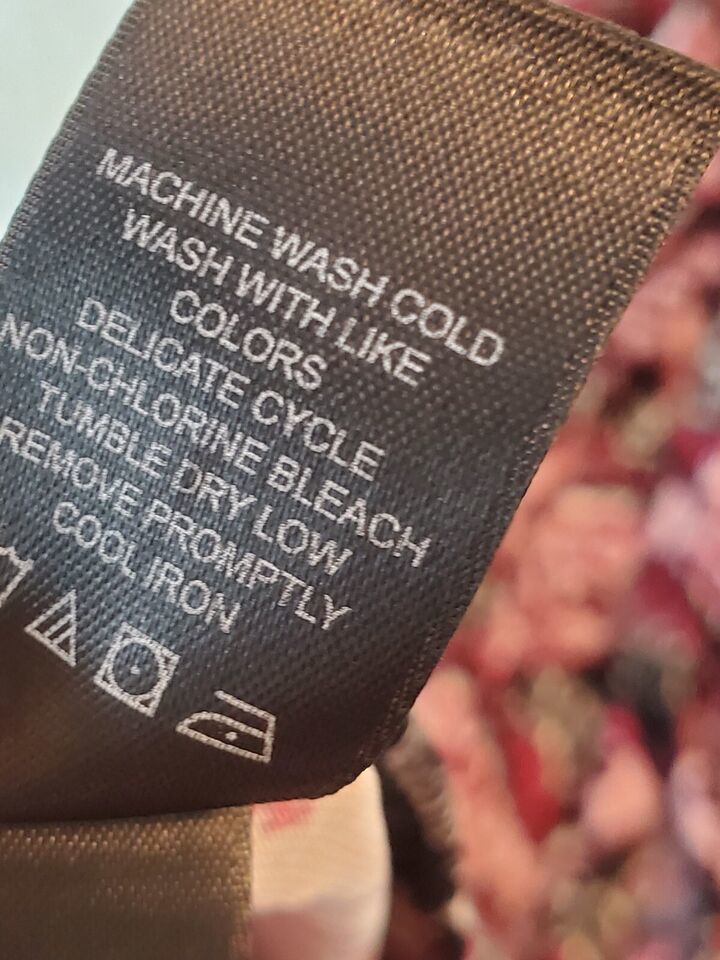 MACHINE WASH COLD
WASH WITH LIKE
COLORS
DELICATE CYCLE
NON-CHLORINE BLEACH
TUMBLE DRY LOW
REMOVE PROMPTLY
COOL IRON